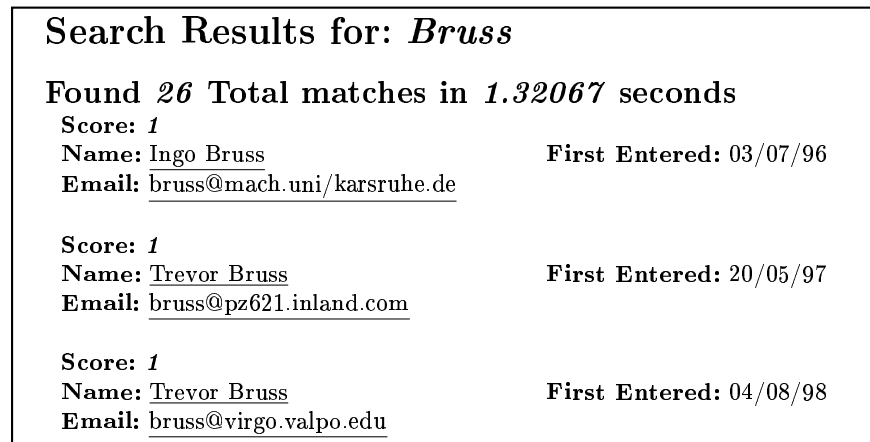 Search Results for: Bruss
Found 26 Total matches in 1.32067 seconds
Score: 1
Name: Ingo Bruss First Entered: 03/07/96
Email: bruss@mach.uni/karsruhe.de
Score: 1
Name: Trevor Bruss First Entered: 20/05/97
Email: bruss@pz621.inland.com
Score: 1
Name: Trevor Bruss First Entered: 04/08/98
Email: bruss@virgo.valpo.edu